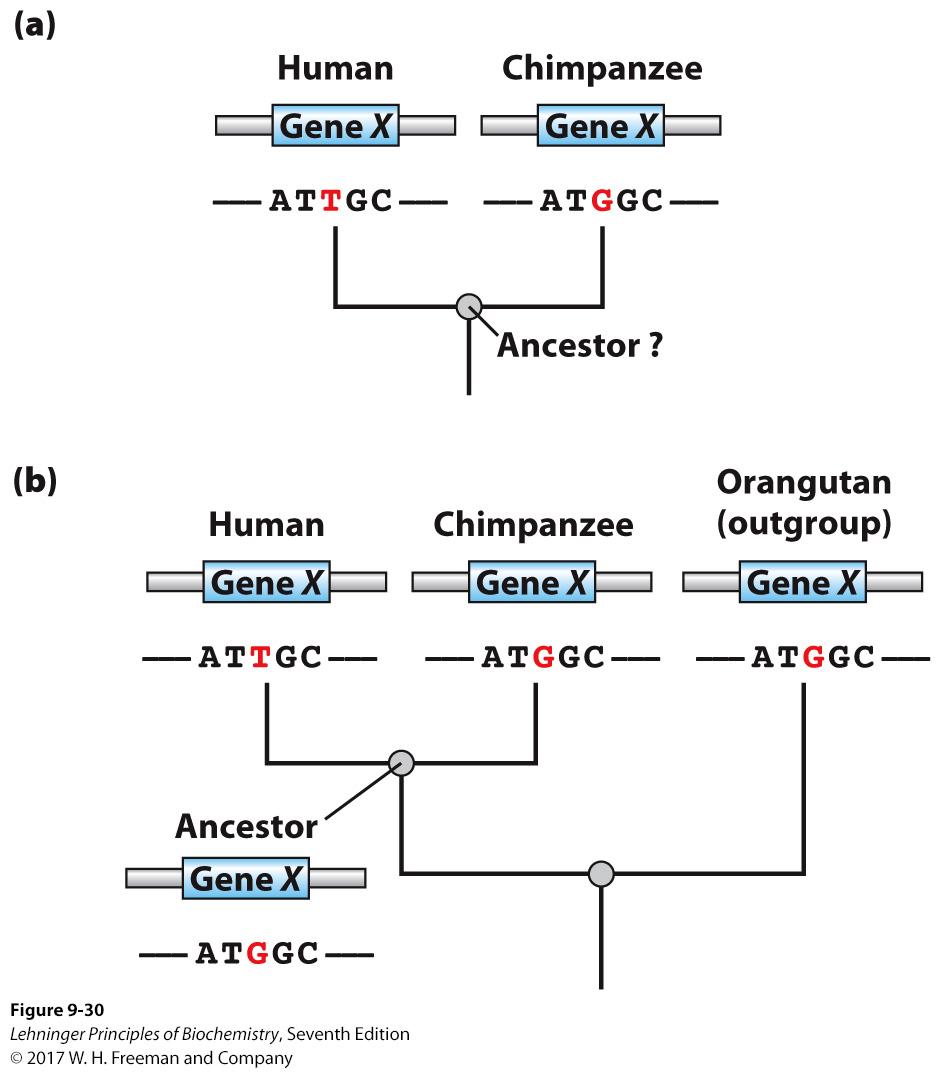 (a)
Human Chimpanzee
Gene X Gene X
ATTGC ATGGC
Ancestor ?
(b)
Orangutan
Human Chimpanzee (outgroup)
Gene X Gene X Gene X
ATTGC ATGGC ATGGC
Ancestor
Gene X
ATGGC
Figure 9-30
Lehninger Principles of Biochemistry, Seventh Edition
© 2017 W. H. Freeman and Company